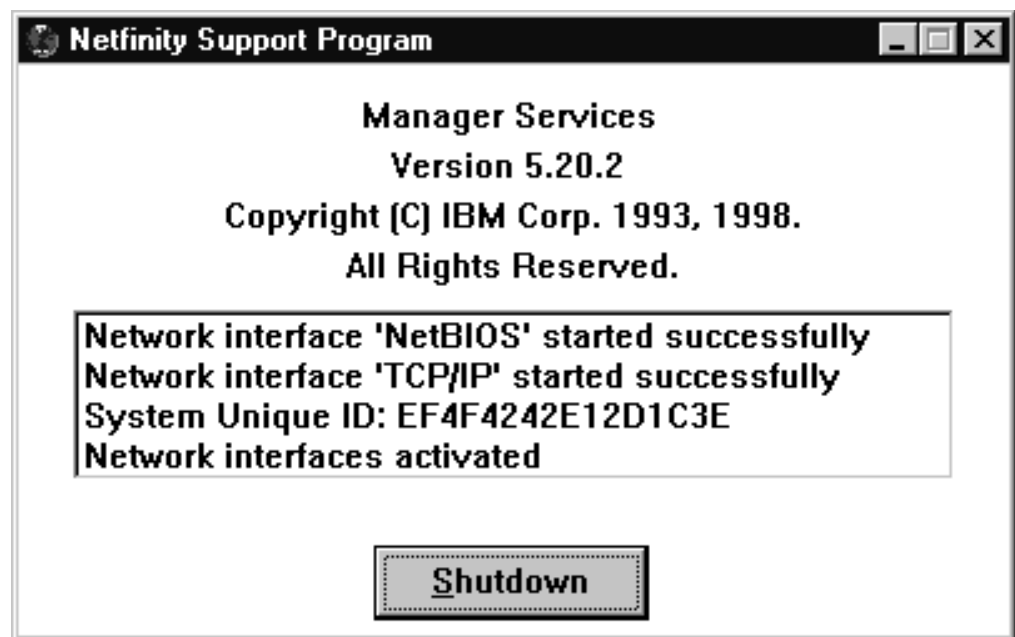 Netfinity Support Program
Manager Services
Version 5.20.2
Copyright (C) IBM Corp. 1993, 1998.
All Rights Reserved.
Network interface 'NetBIOS' started successfully
Network interface 'TCP/IP' started successfully
System Unique ID: EF4F4242E12D1C3E
Network interfaces activated
Shutdown